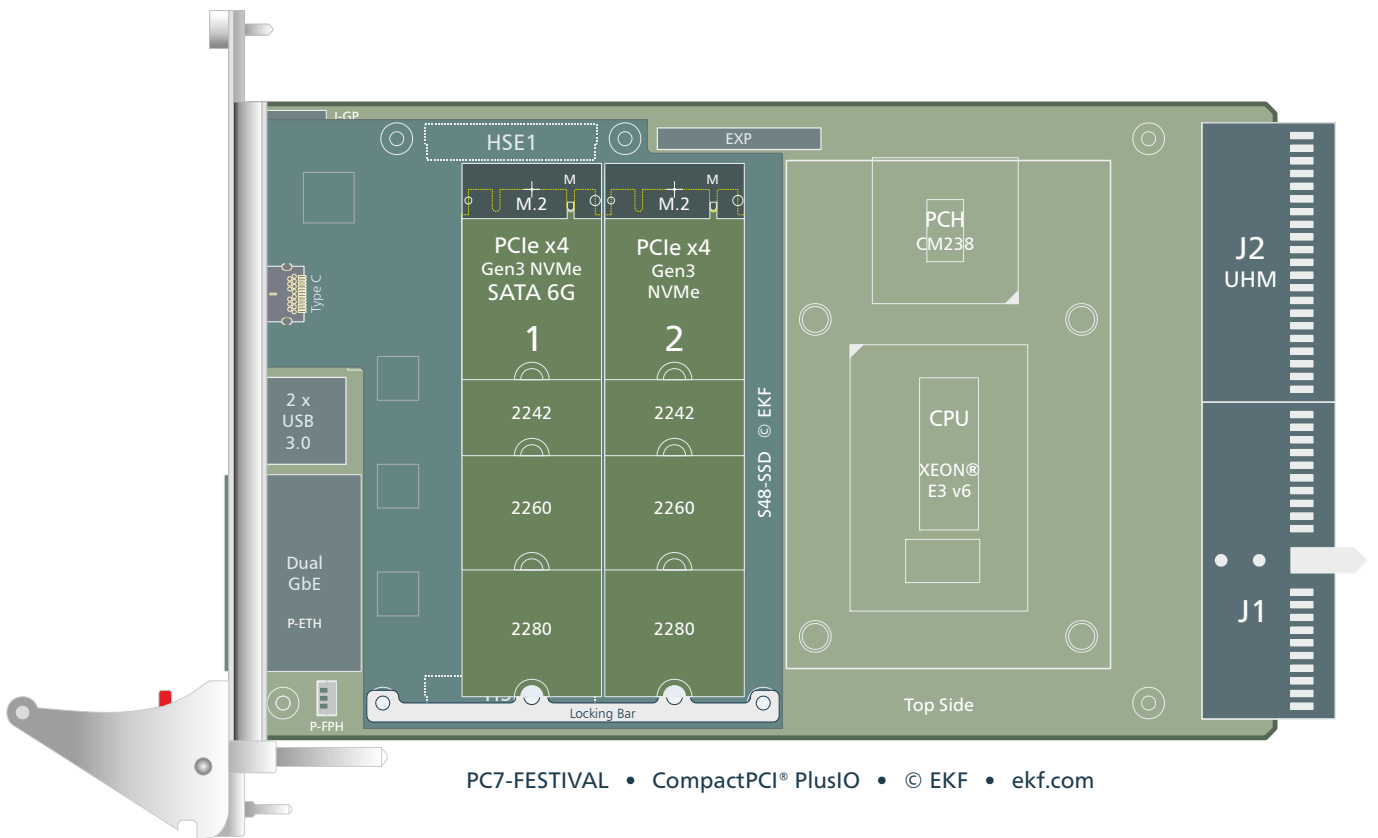 J-GP
HSE1
EXP
M
M.2
M
M.2
PCIe x4
Gen3 NVMe
SATA 6G
1
PCIe x4
Gen3
NVMe
2
PCH
CM238
J2
UHM
Type C
2 x
USB
3.0
2242
2242
S48-SSD © EKF
CPU
XEON®
E3 v6
2260
2260
Dual
GbE
P-ETH
J1
2280
2280
Locking Bar
Top Side
P-FPH
PC7-FESTIVAL • CompactPCI® PlusIO • © EKF • ekf.com